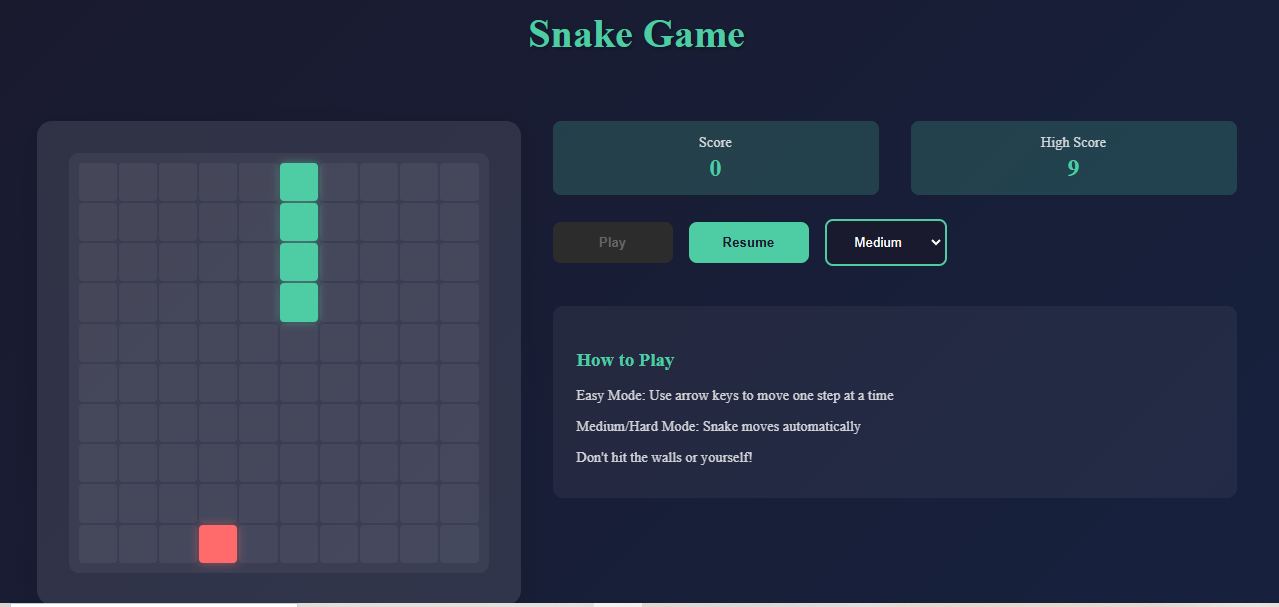 Snake Game
Score
0
High Score
9
Play
Resume
Medium
How to Play
Easy Mode: Use arrow keys to move one step at a time
Medium/Hard Mode: Snake moves automatically
Don't hit the walls or yourself!